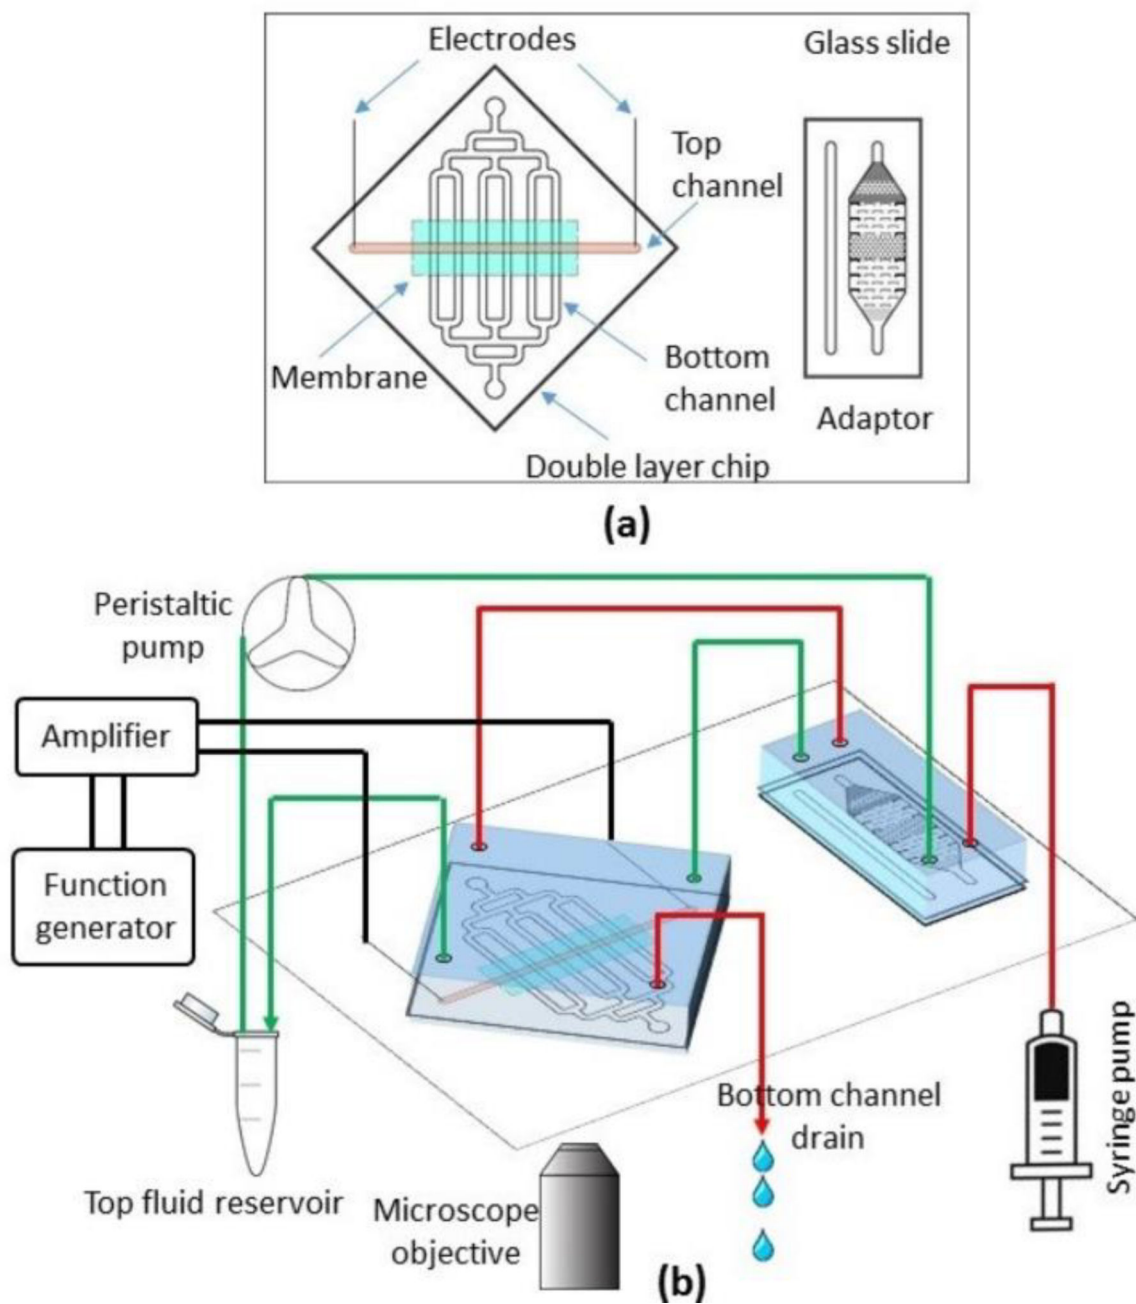 Electrodes
Glass slide
Top
channel
Membrane
Bottom
channel
Adaptor
Double layer chip
(a)
Peristaltic
pump
Amplifier
Function
generator
Bottom channel
drain
Syringe pump
Top fluid reservoir
Microscope
objective
(b)